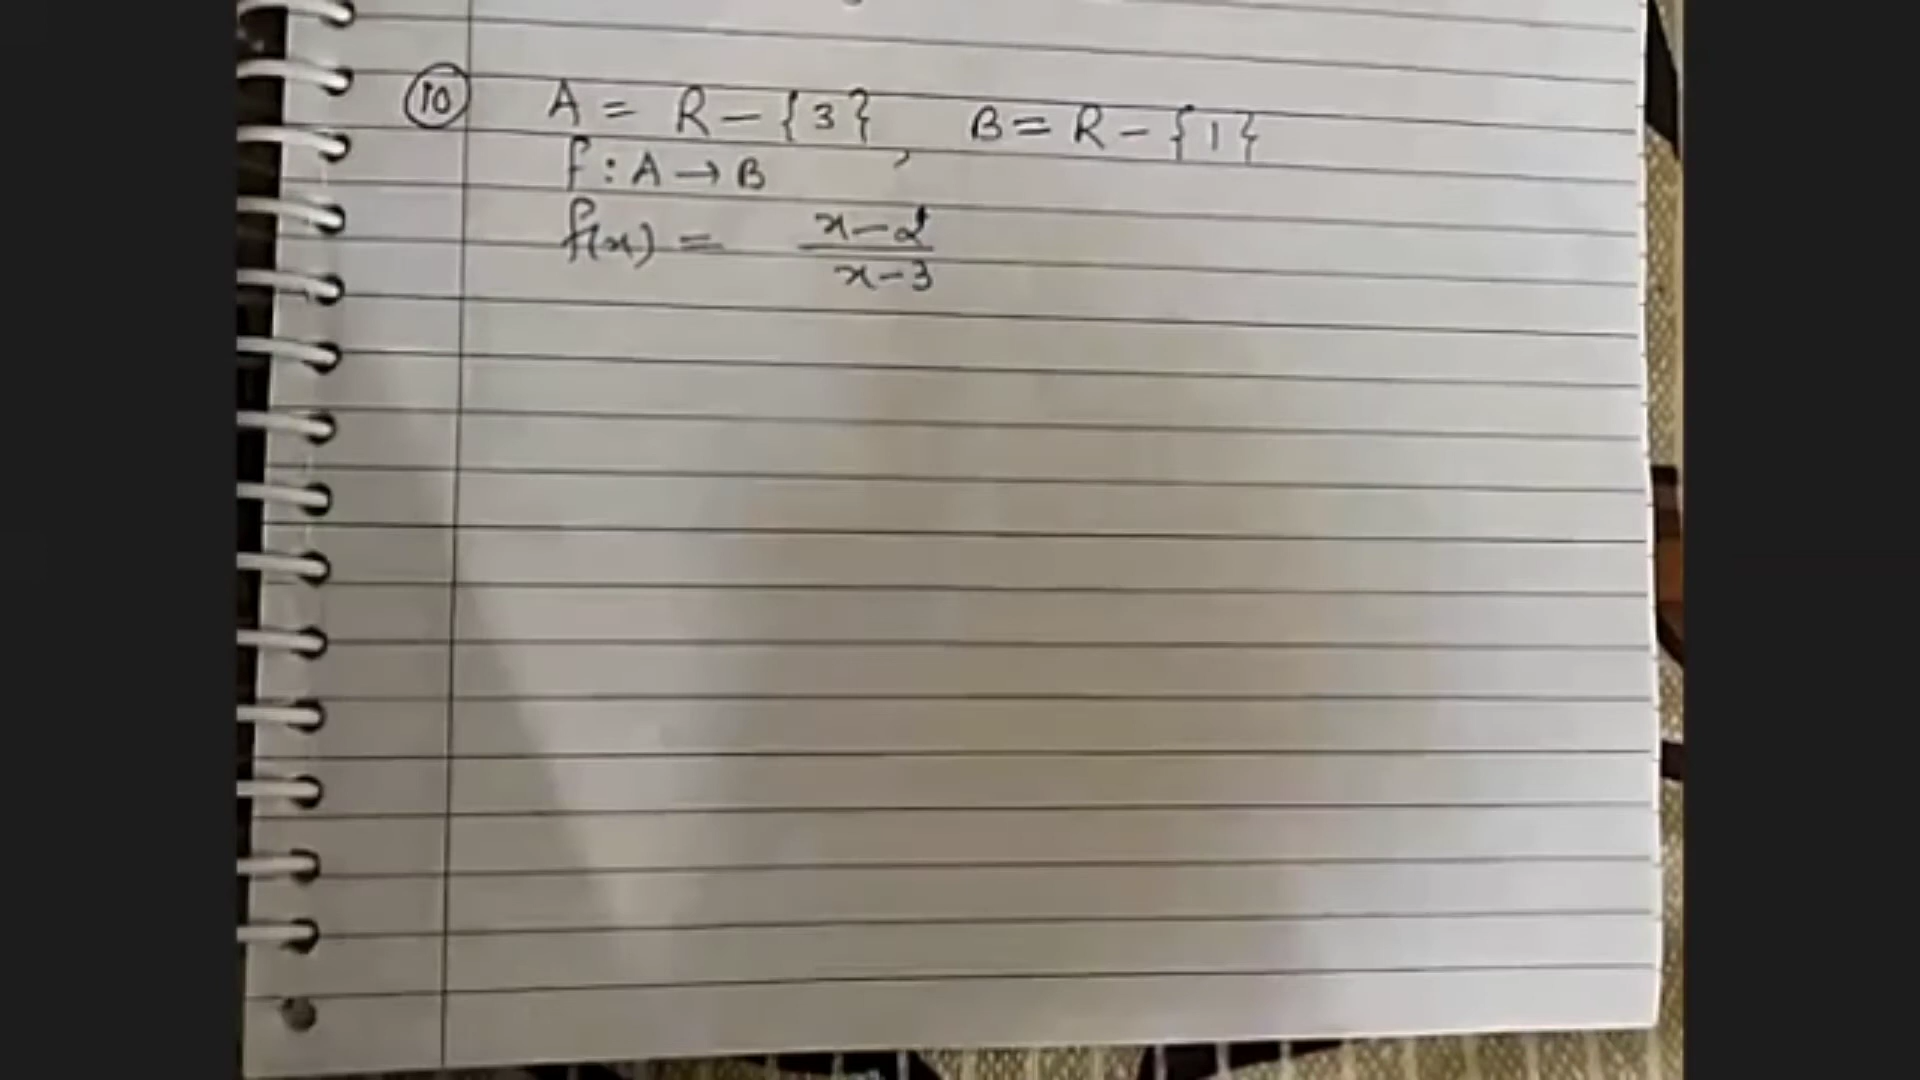 10 A = R - {3}, B = R - {1}
f : A → B
f(x) = x-2
x-3